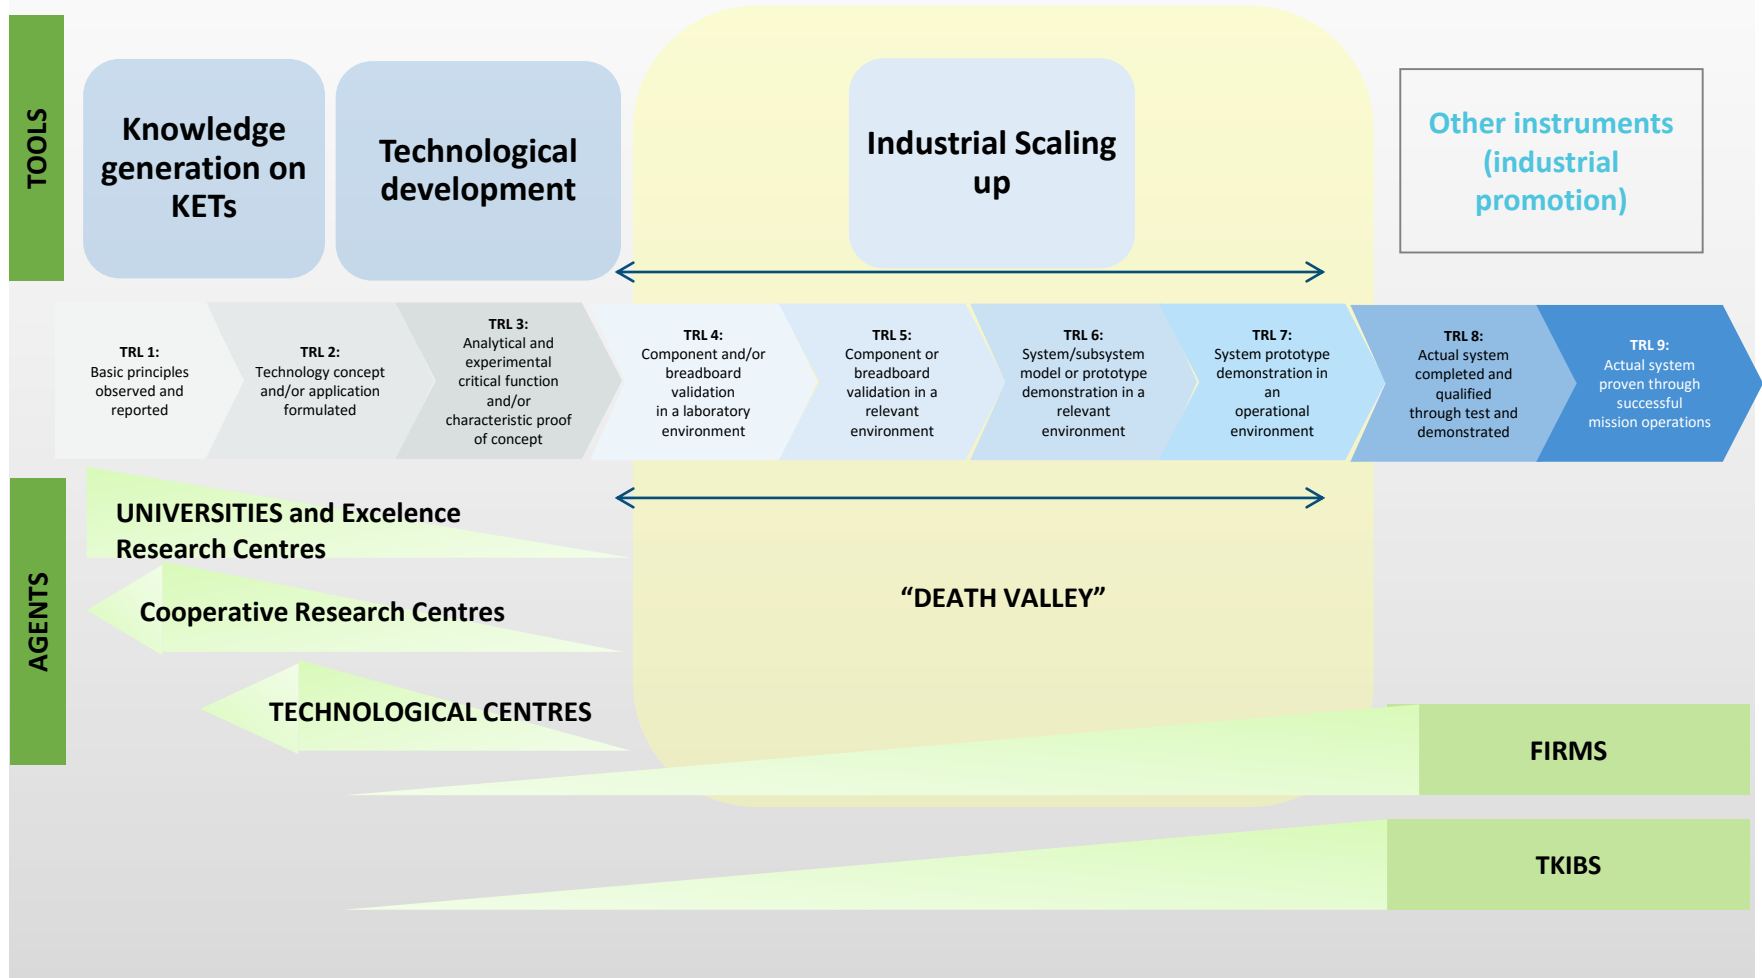 TOOLS
Knowledge
generation on
KETs
Technological
development
Industrial Scaling
up
Other instruments
(industrial
promotion)
TRL 1:
Basic principles
observed and
reported
TRL 2:
Technology concept
and/or application
formulated
TRL 3:
Analytical and
experimental
critical function
and/or
characteristic proof
of concept
TRL 4:
Component and/or
breadboard
validation
in a laboratory
environment
TRL 5:
Component or
breadboard
validation in a
relevant
environment
TRL 6:
System/subsystem
model or prototype
demonstration in a
relevant
environment
TRL 7:
System prototype
demonstration in
an
operational
environment
TRL 8:
Actual system
completed and
qualified
through test and
demonstrated
TRL 9:
Actual system
proven through
successful
mission operations
AGENTS
UNIVERSITIES and Excelence
Research Centres
Cooperative Research Centres
“DEATH VALLEY”
TECHNOLOGICAL CENTRES
FIRMS
TKIBS